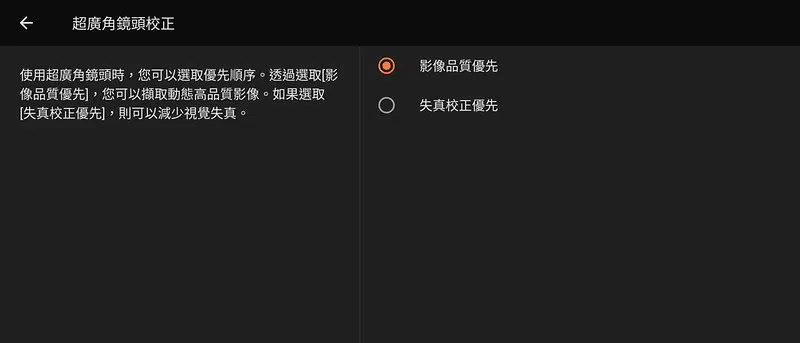 超廣角鏡頭校正
使用超廣角鏡頭時，您可以選取優先順序。透過選取[影
像品質優先]，您可以擷取動態高品質影像。如果選取
[失真校正優先]，則可以減少視覺失真。
影像品質優先
失真校正優先